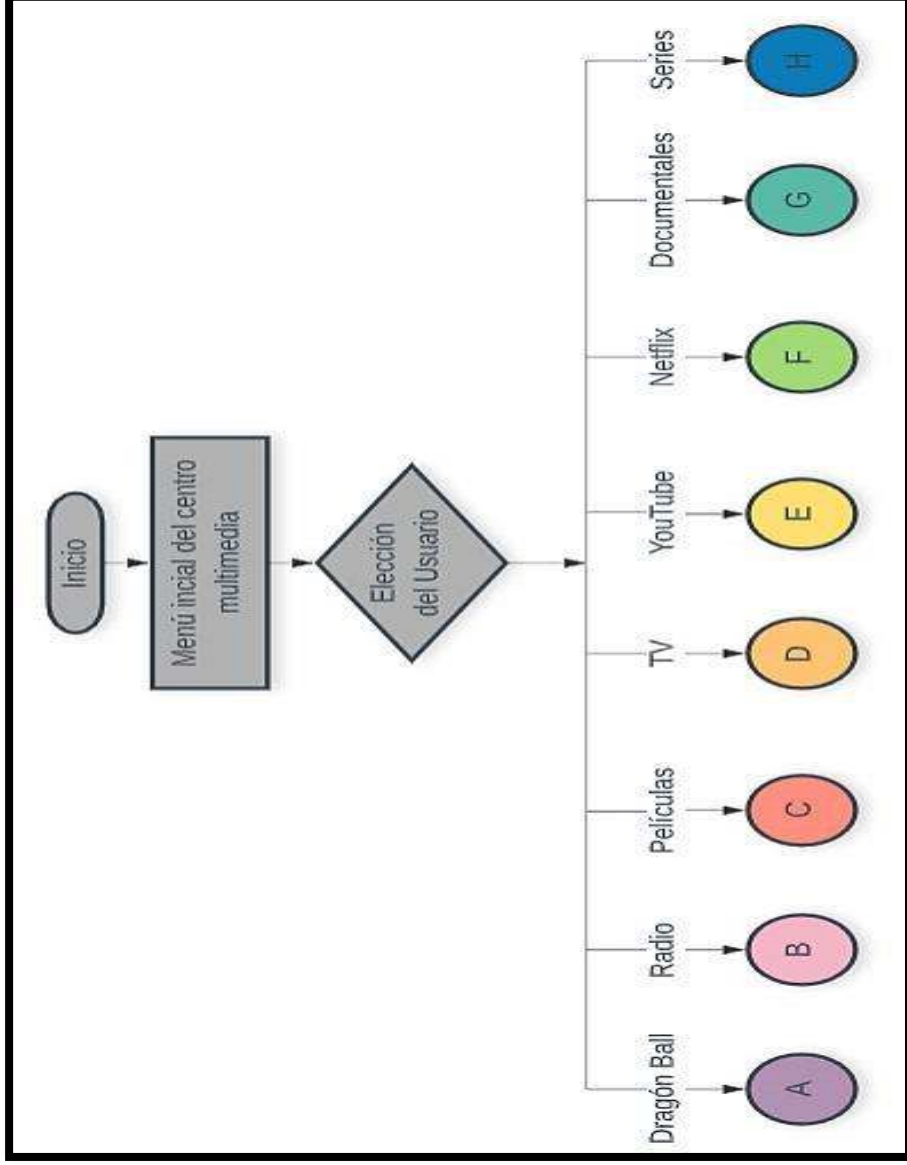 Inicio
Menú incial del centro
multimedia
Elección
del Usuario
Dragón Ball
Radio
Películas
TV
YouTube
Netflix
Documentales
Series
A
B
C
D
E
F
G
H